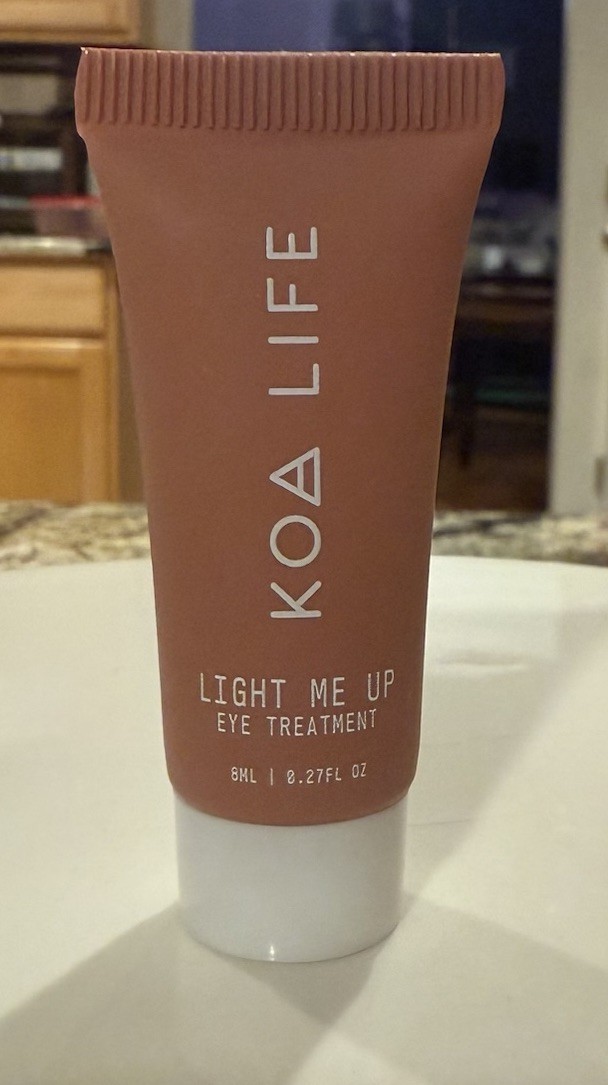 KOA LIFE
LIGHT ME UP
EYE TREATMENT
8ML | 0.27FL OZ